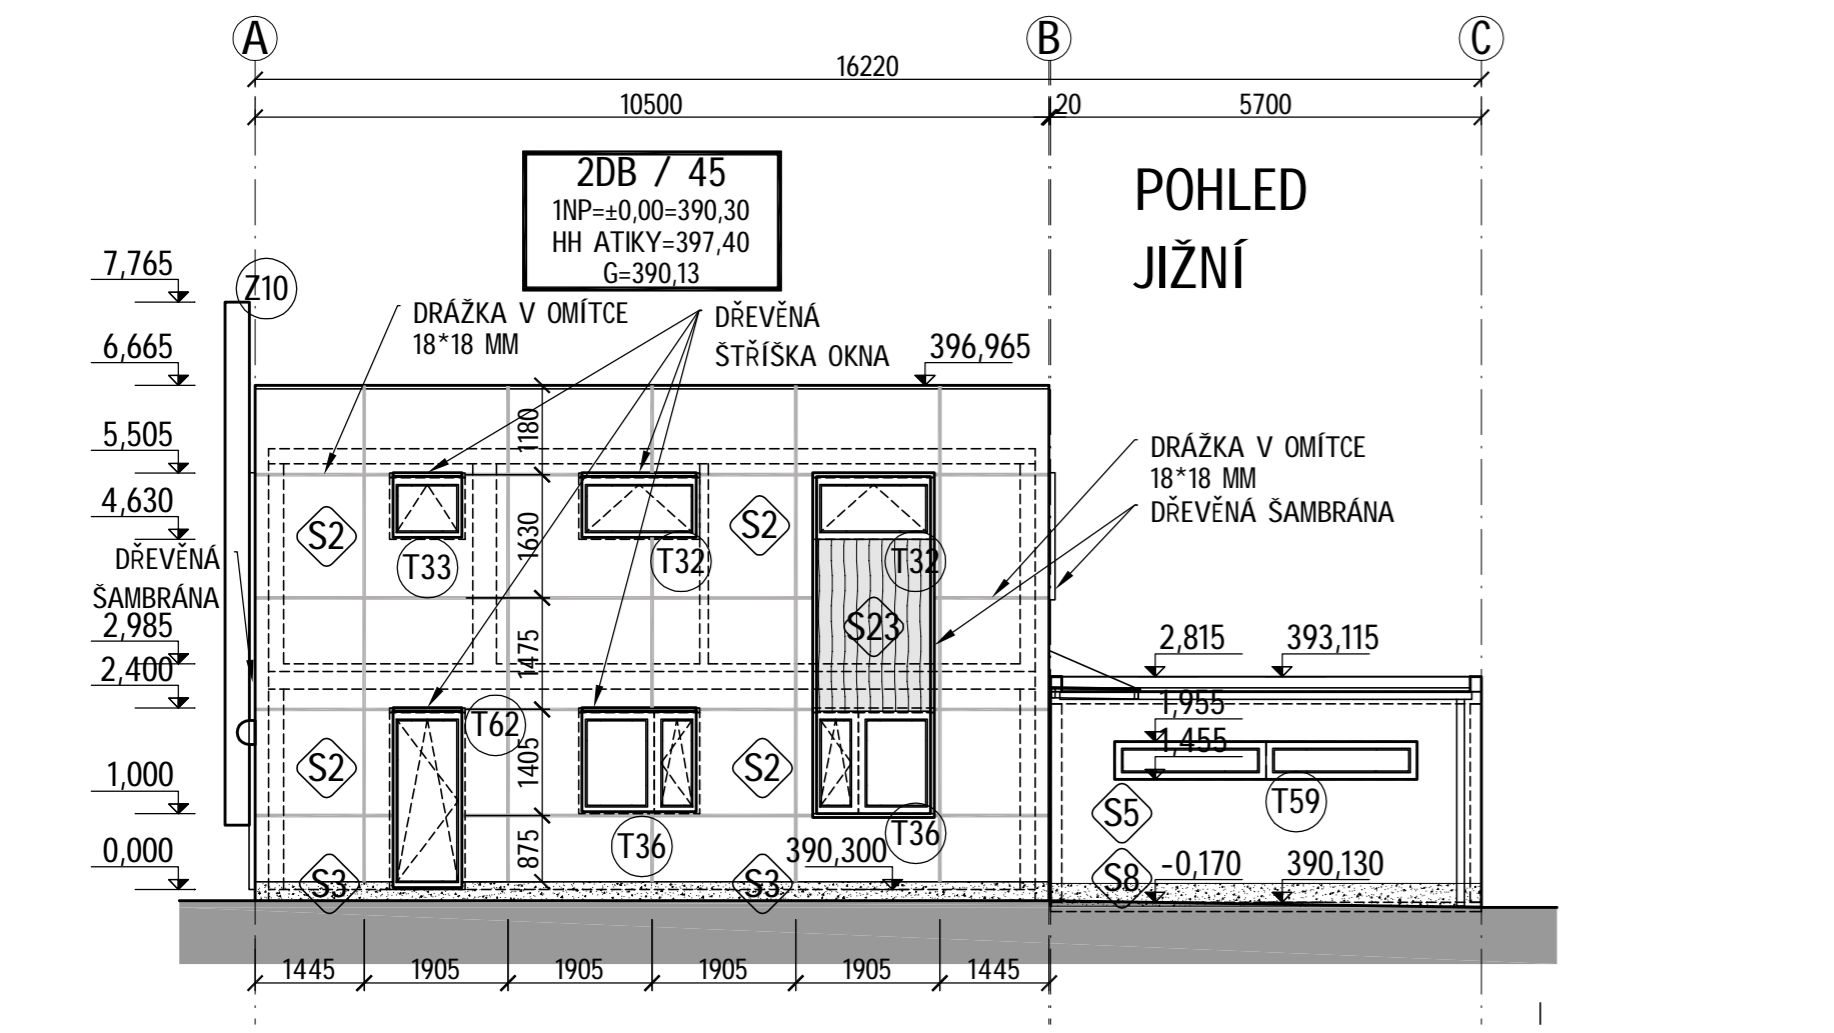 A
B
C
16220
10500
20
5700
2DB / 45
1NP=±0,00=390,30
HH ATIKY=397,40
G=390,13
POHLED
JIŽNÍ
7,765
Z10
DRÁŽKA V OMÍTCE
18*18 MM
DŘEVĚNÁ
ŠTŘÍŠKA OKNA
6,665
396,965
5,505
1180
DRÁŽKA V OMÍTCE
18*18 MM
DŘEVĚNÁ ŠAMBRÁNA
4,630
S2
S2
1630
T33
T32
T32
DŘEVĚNÁ
ŠAMBRÁNA
S23
2,985
1475
2,815
393,115
2,400
T62
1,955
1,455
1405
S2
S2
1,000
T59
S5
T36
T36
875
0,000
390,300
-0,170
390,130
S3
S3
S8
1445
1905
1905
1905
1905
1445